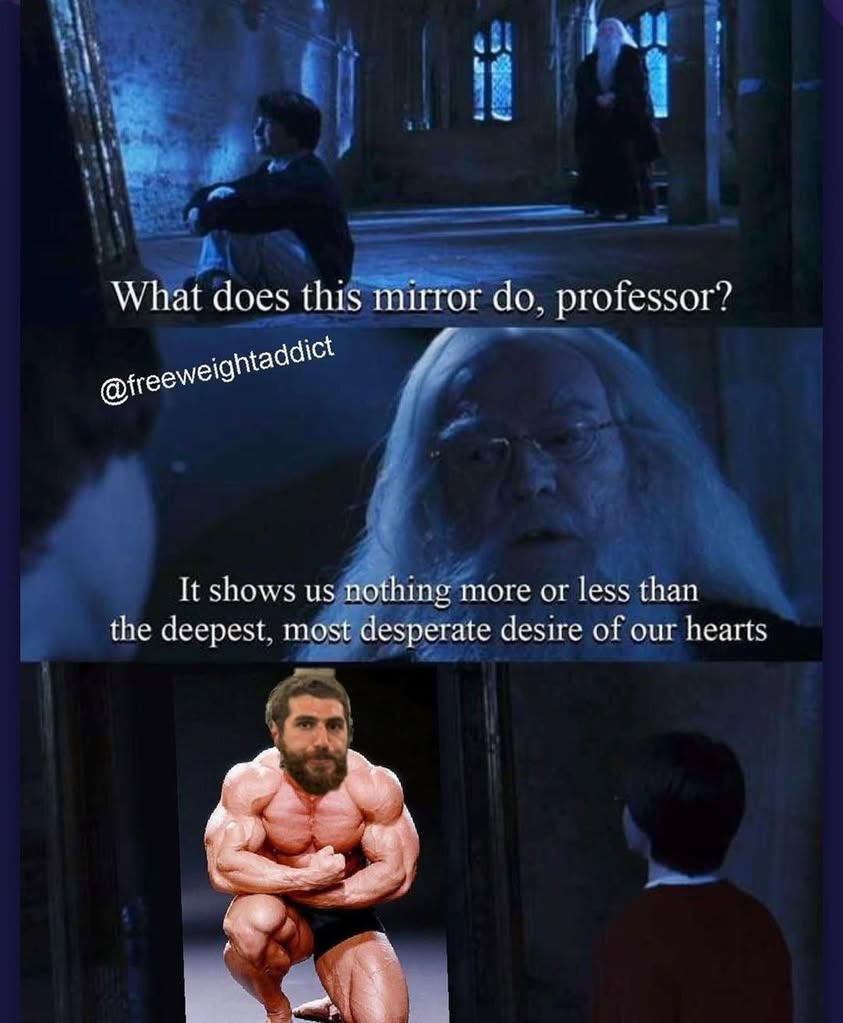 What does this mirror do, professor?
@freeweightaddict
It shows us nothing more or less than
the deepest, most desperate desire of our hearts